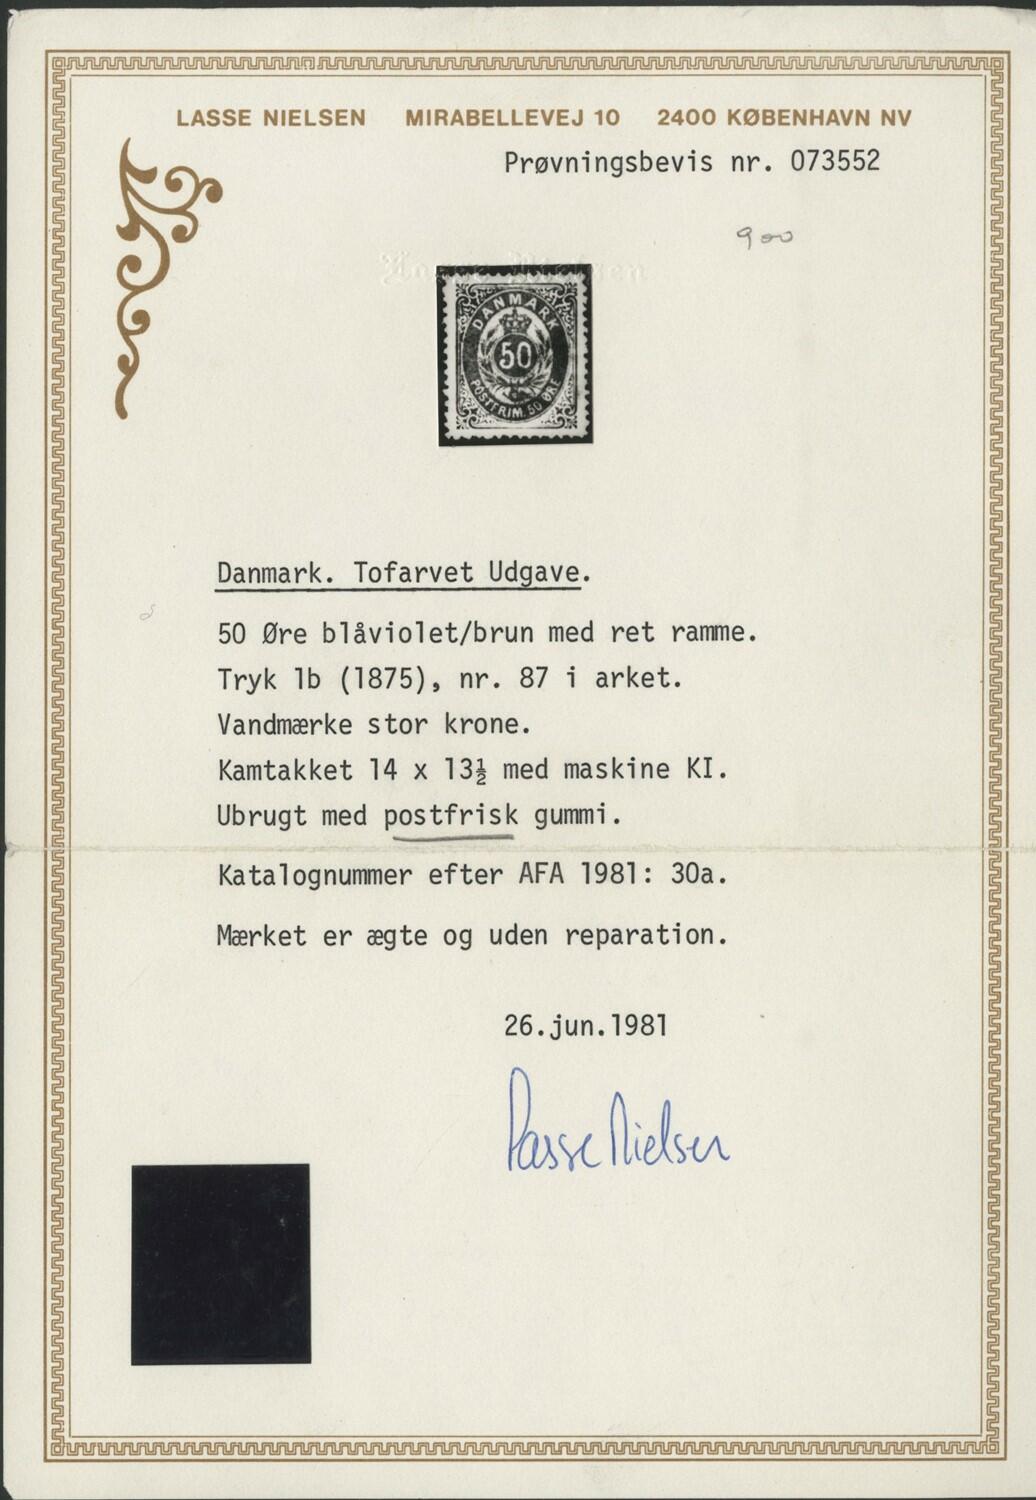 LASSE NIELSEN MIRABELLEVEJ 10 2400 KØBENHAVN NV
Prøvningsbevis nr. 073552
900
Lasse Nielsen
DANMARK
50
POSTFRIM. 50 ØRE
Danmark. Tofarvet Udgave.
50 Øre blåviolet/brun med ret ramme.
Tryk 1b (1875), nr. 87 i arket.
Vandmærke stor krone.
Kamtakket 14 x 13½ med maskine KI.
Ubrugt med postfrisk gummi.
Katalognummer efter AFA 1981: 30a.
Mærket er ægte og uden reparation.
26.jun.1981
Lasse Nielsen